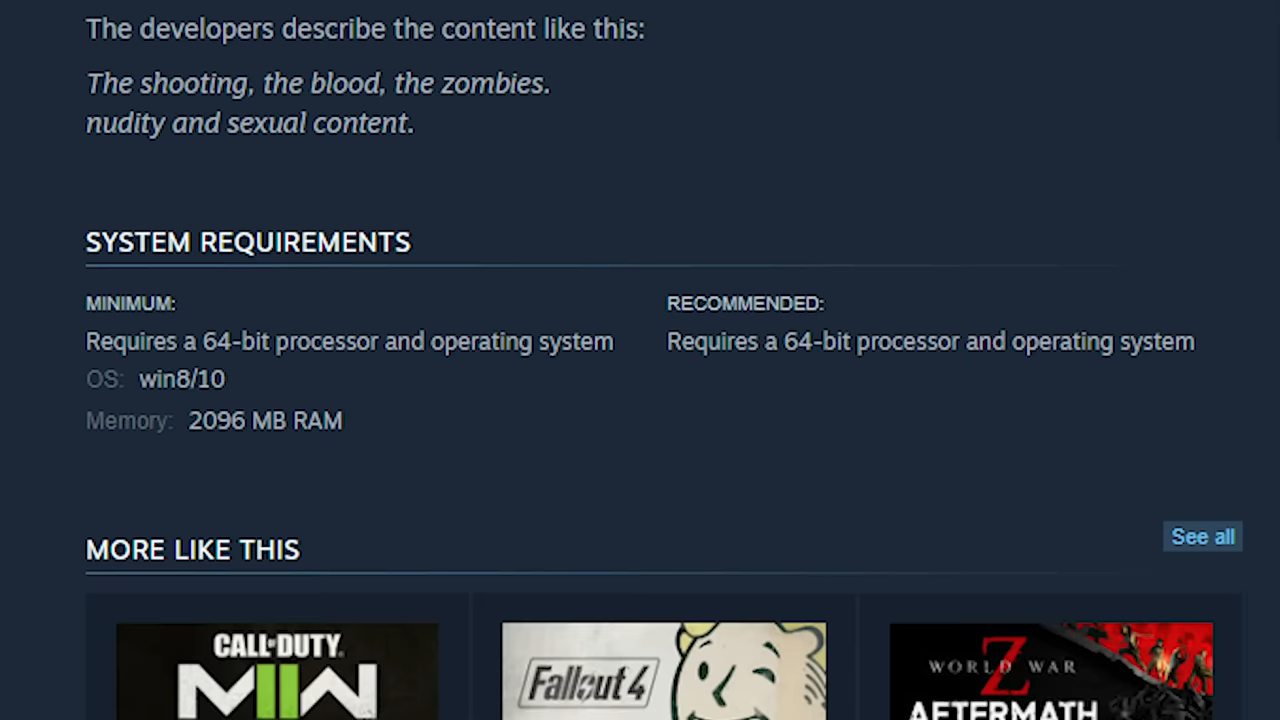 The developers describe the content like this:
The shooting, the blood, the zombies.
nudity and sexual content.
SYSTEM REQUIREMENTS
MINIMUM:
Requires a 64-bit processor and operating system
OS: win8/10
Memory: 2096 MB RAM
RECOMMENDED:
Requires a 64-bit processor and operating system
MORE LIKE THIS
See all
CALL OF DUTY
MWII
Fallout 4
WORLD WAR Z
AFTERMATH